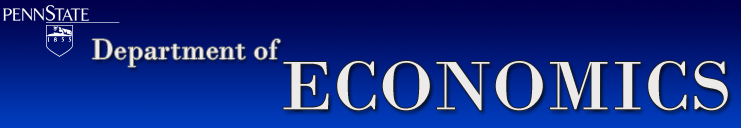 PENNSTATE
1855
Department of
ECONOMICS